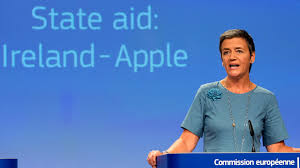 State aid:
Ireland – Apple
Commission européenne